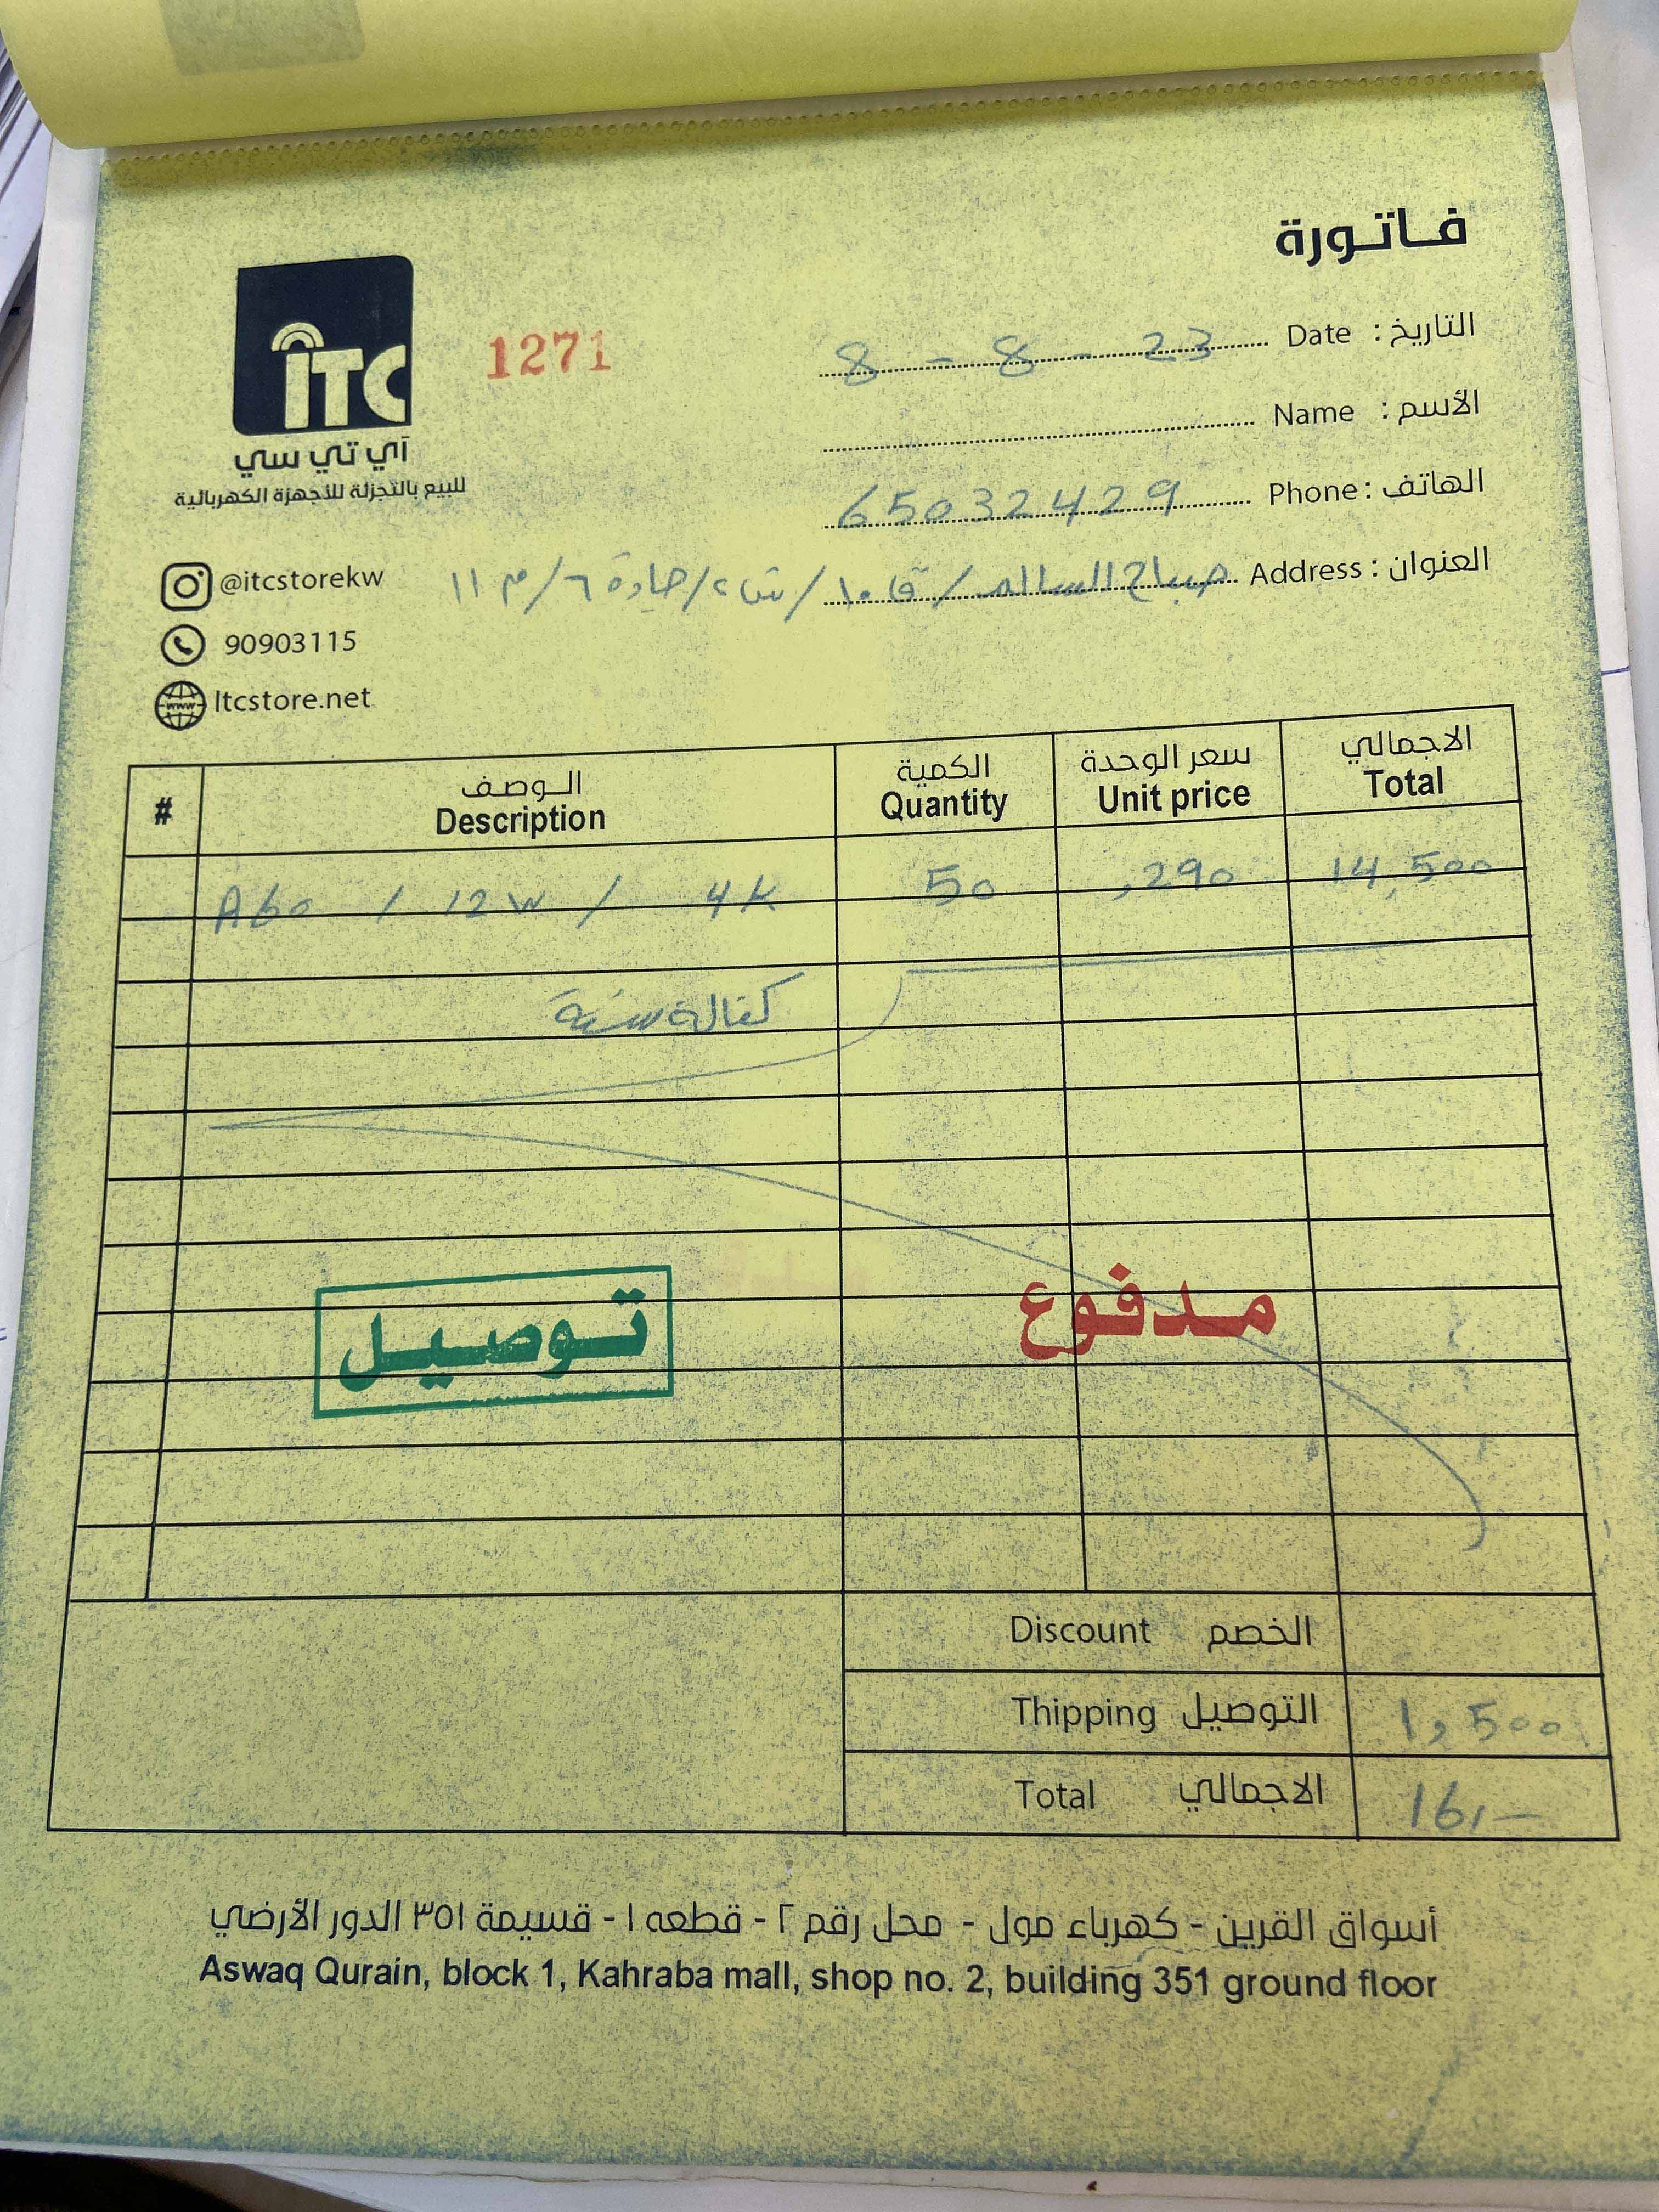 فاتورة
ITC
آي تي سي
للبيع بالتجزئة للأجهزة الكهربائية
1271
التاريخ : Date 8 - 8 - 23
الأسم : Name
الهاتف : Phone 65032429
العنوان : Address صباح السالم / ق ١٠ / ش ٢ / جادة ٦ / م ١١
@itcstorekw
90903115
www
Itcstore.net
# الوصف الكمية سعر الوحدة الاجمالي
Description Quantity Unit price Total
A60 / 12W / 4K 50 ,290 14,500
كفالة سنة
توصيل
مدفوع
Discount الخصم
Thipping التوصيل 1,500
Total الاجمالي 16,—
أسواق القرين - كهرباء مول - محل رقم ٢ - قطعه ١ - قسيمة ٣٥١ الدور الأرضي
Aswaq Qurain, block 1, Kahraba mall, shop no. 2, building 351 ground floor